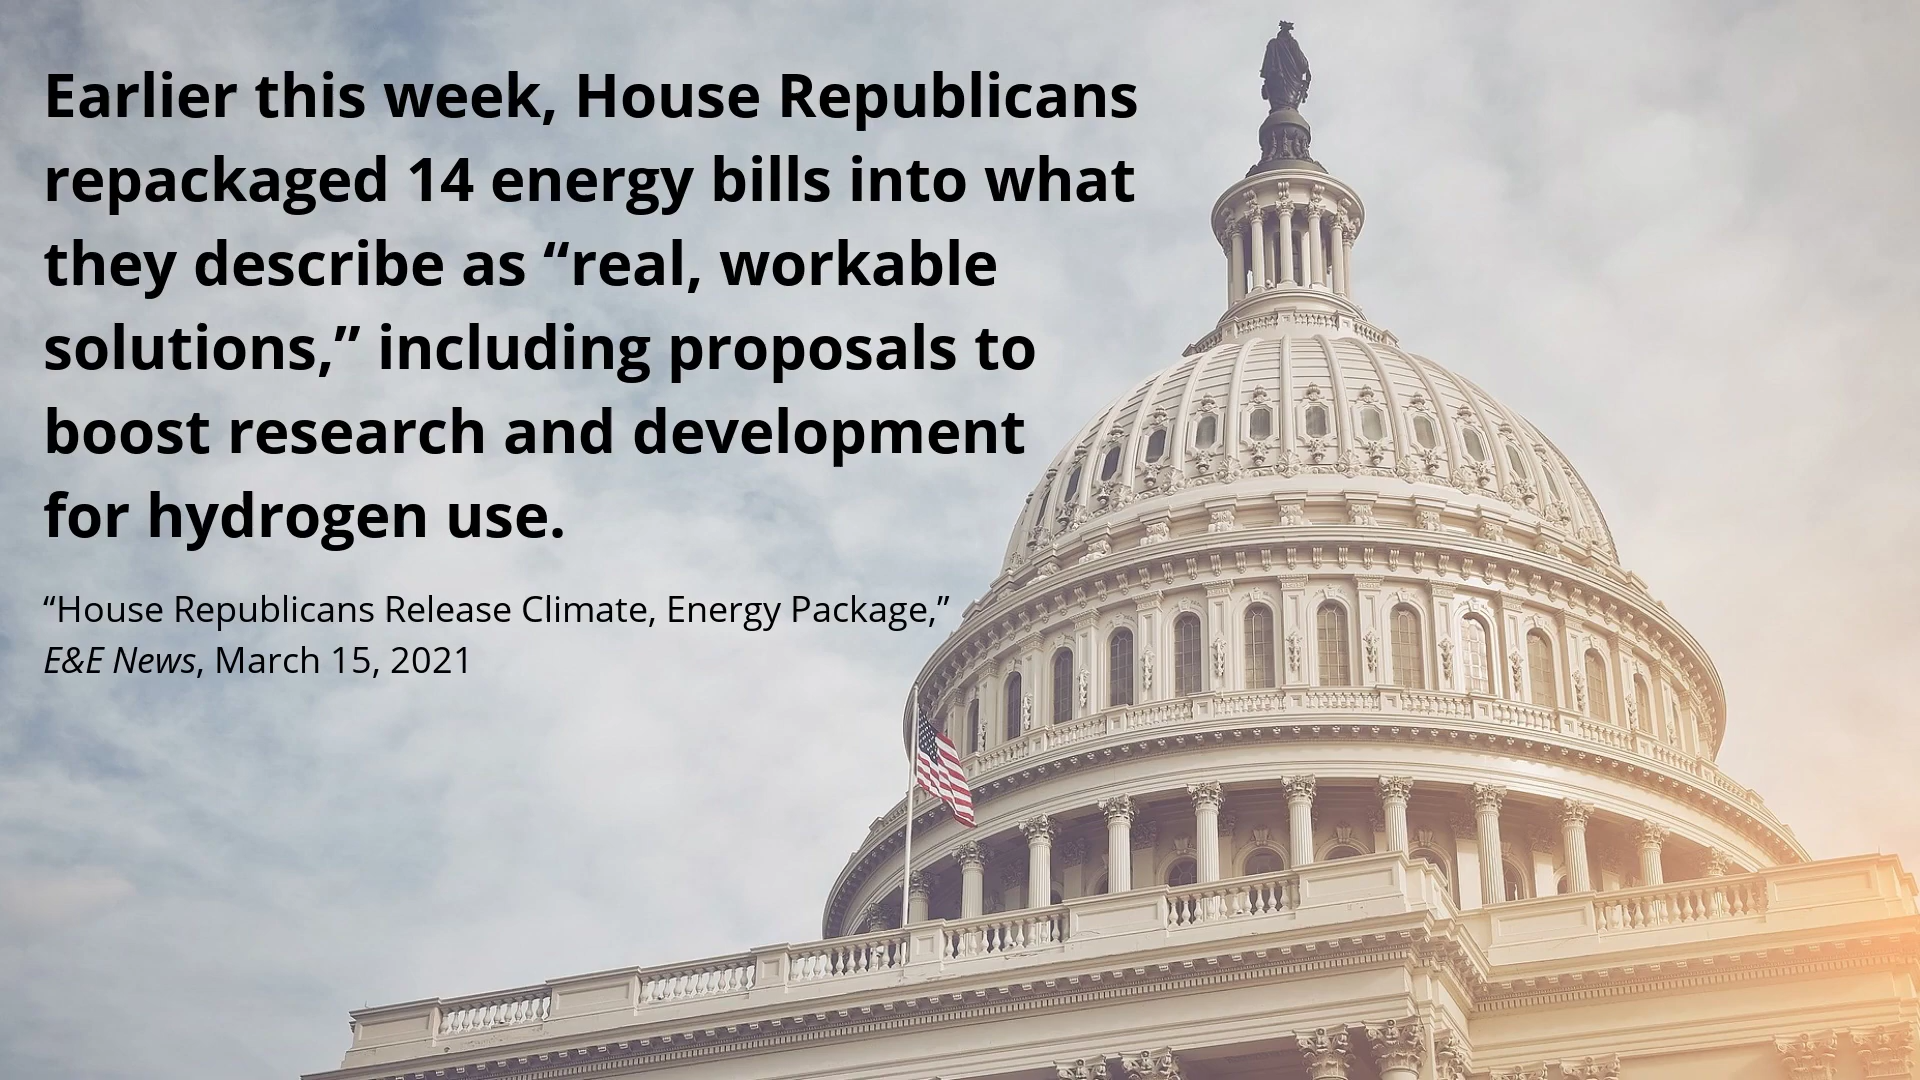 Earlier this week, House Republicans
repackaged 14 energy bills into what
they describe as “real, workable
solutions,” including proposals to
boost research and development
for hydrogen use.
“House Republicans Release Climate, Energy Package,”
E&E News, March 15, 2021